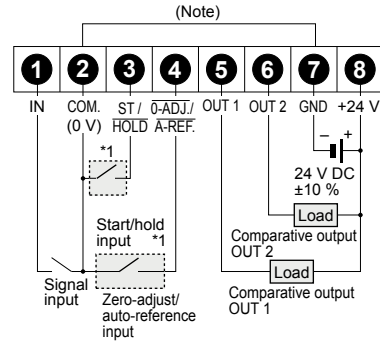 (Note)
1 2 3 4 5 6 7 8
IN COM. (0 V) ST / HOLD 0-ADJ./ A-REF. OUT 1 OUT 2 GND +24 V
*1
– +
24 V DC
±10 %
Load
Start/hold
input *1
Comparative output
OUT 2
Load
Signal
input
Zero-adjust/
auto-reference
input
Comparative output
OUT 1